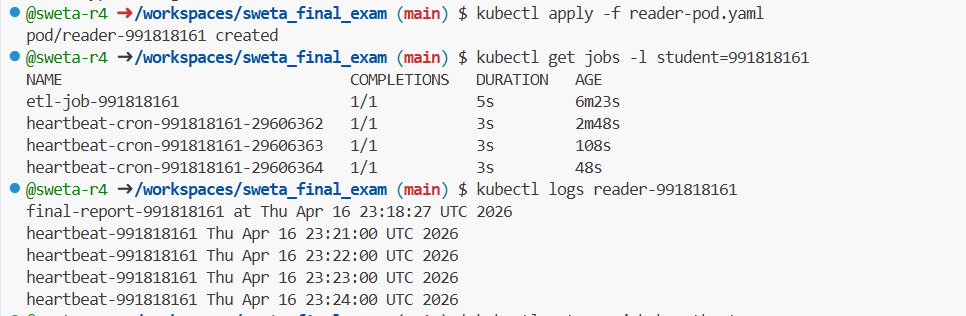 @sweta-r4 ➜/workspaces/sweta_final_exam (main) $ kubectl apply -f reader-pod.yaml
pod/reader-991818161 created
@sweta-r4 ➜/workspaces/sweta_final_exam (main) $ kubectl get jobs -l student=991818161
NAME COMPLETIONS DURATION AGE
etl-job-991818161 1/1 5s 6m23s
heartbeat-cron-991818161-29606362 1/1 3s 2m48s
heartbeat-cron-991818161-29606363 1/1 3s 108s
heartbeat-cron-991818161-29606364 1/1 3s 48s
@sweta-r4 ➜/workspaces/sweta_final_exam (main) $ kubectl logs reader-991818161
final-report-991818161 at Thu Apr 16 23:18:27 UTC 2026
heartbeat-991818161 Thu Apr 16 23:21:00 UTC 2026
heartbeat-991818161 Thu Apr 16 23:22:00 UTC 2026
heartbeat-991818161 Thu Apr 16 23:23:00 UTC 2026
heartbeat-991818161 Thu Apr 16 23:24:00 UTC 2026